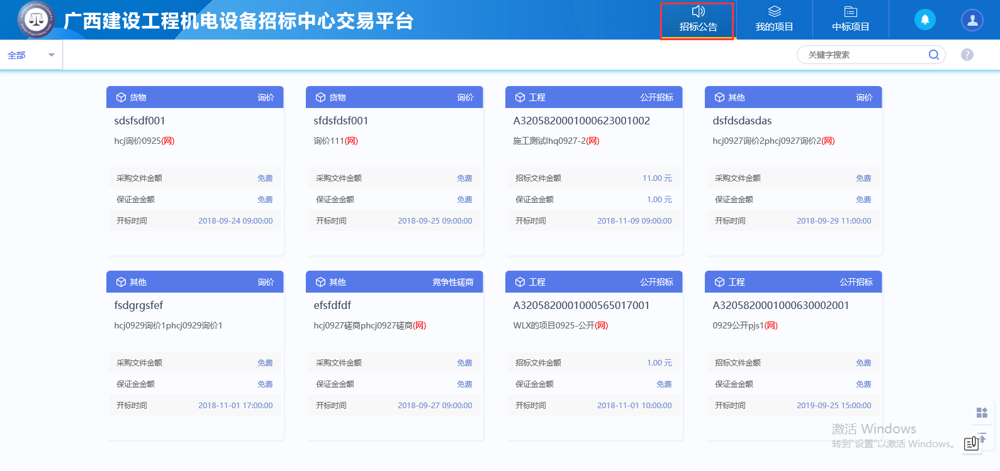 广西建设工程机电设备招标中心交易平台
招标公告
我的项目
中标项目
全部
关键字搜索
?
货物 询价
sdsfsdf001
hcj询价0925(网)
采购文件金额 免费
保证金金额 免费
开标时间 2018-09-24 09:00:00
货物 询价
sfdsfdsf001
询价111(网)
采购文件金额 免费
保证金金额 免费
开标时间 2018-09-25 09:00:00
工程 公开招标
A3205820001000623001002
施工测试lhq0927-2(网)
招标文件金额 11.00 元
保证金金额 1.00 元
开标时间 2018-11-09 09:00:00
其他 询价
dsfdsdasdas
hcj0927询价2phcj0927询价2(网)
采购文件金额 免费
保证金金额 免费
开标时间 2018-09-29 11:00:00
其他 询价
fsdgrgsfef
hcj0929询价1phcj0929询价1
采购文件金额 免费
保证金金额 免费
开标时间 2018-11-01 17:00:00
其他 竞争性磋商
efsfdfdf
hcj0927磋商phcj0927磋商(网)
采购文件金额 免费
保证金金额 免费
开标时间 2018-09-27 09:00:00
工程 公开招标
A3205820001000565017001
WLX的项目0925-公开(网)
招标文件金额 1.00 元
保证金金额 免费
开标时间 2018-11-01 10:00:00
工程 公开招标
A3205820001000630002001
0929公开pjs1(网)
招标文件金额 免费
保证金金额 免费
开标时间 2019-09-25 15:00:00
激活 Windows
转到"设置"以激活 Windows。